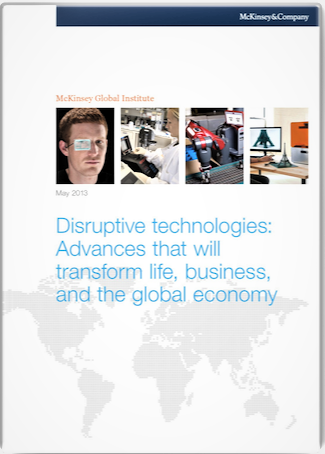 McKinsey&Company
McKinsey Global Institute
May 2013
Disruptive technologies:
Advances that will
transform life, business,
and the global economy